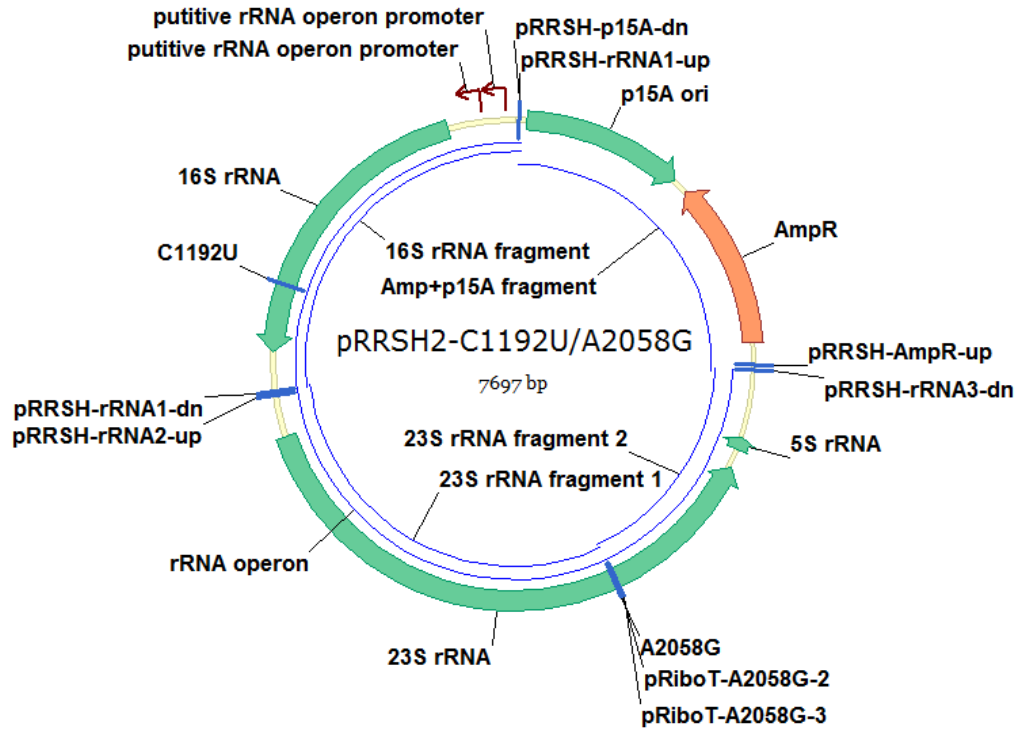 putitive rRNA operon promoter
putitive rRNA operon promoter
pRRSH-p15A-dn
pRRSH-rRNA1-up
p15A ori
16S rRNA
C1192U
AmpR
16S rRNA fragment
Amp+p15A fragment
pRRSH2-C1192U/A2058G
7697 bp
pRRSH-AmpR-up
pRRSH-rRNA3-dn
pRRSH-rRNA1-dn
pRRSH-rRNA2-up
23S rRNA fragment 2
5S rRNA
23S rRNA fragment 1
rRNA operon
23S rRNA
A2058G
pRiboT-A2058G-2
pRiboT-A2058G-3